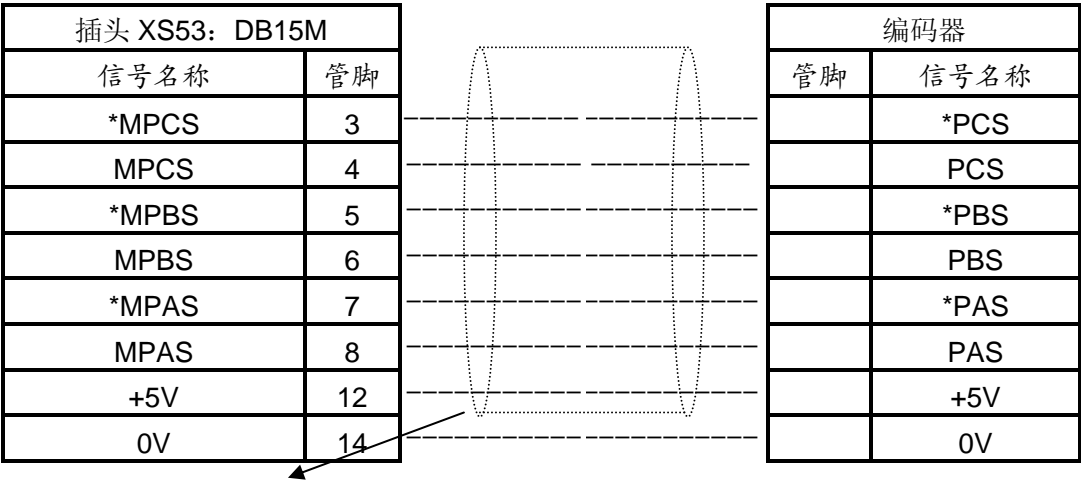 插头 XS53：DB15M 编码器
信号名称 管脚 管脚 信号名称
*MPCS 3 *PCS
MPCS 4 PCS
*MPBS 5 *PBS
MPBS 6 PBS
*MPAS 7 *PAS
MPAS 8 PAS
+5V 12 +5V
0V 14 0V